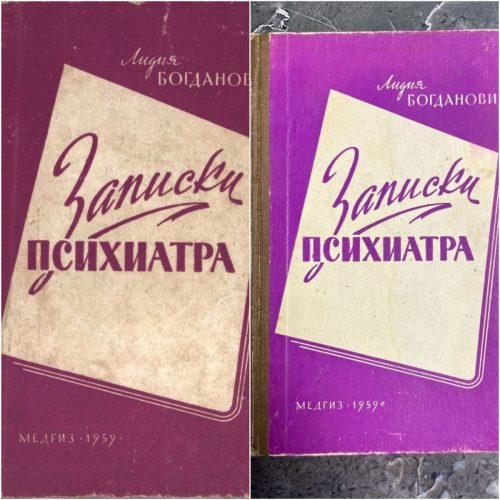 Лидия
БОГДАНОВ
Записки
ПСИХИАТРА
МЕДГИЗ · 1959 ·
Лидия
БОГДАНОВИ
Записки
ПСИХИАТРА
МЕДГИЗ · 1959